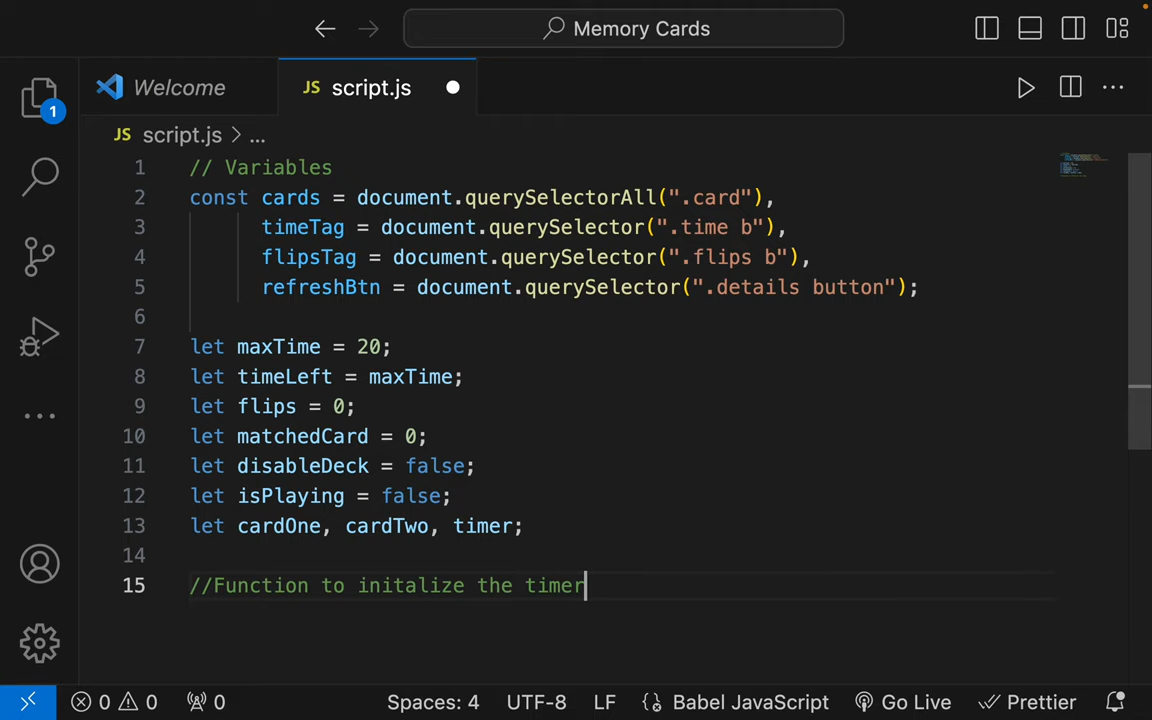 Memory Cards
Welcome
JS script.js
1
JS script.js > ...
1 // Variables
2 const cards = document.querySelectorAll(".card"),
3 timeTag = document.querySelector(".time b"),
4 flipsTag = document.querySelector(".flips b"),
5 refreshBtn = document.querySelector(".details button");
6
7 let maxTime = 20;
8 let timeLeft = maxTime;
9 let flips = 0;
10 let matchedCard = 0;
11 let disableDeck = false;
12 let isPlaying = false;
13 let cardOne, cardTwo, timer;
14
15 //Function to initalize the timer
0 0 0 Spaces: 4 UTF-8 LF {} Babel JavaScript Go Live Prettier